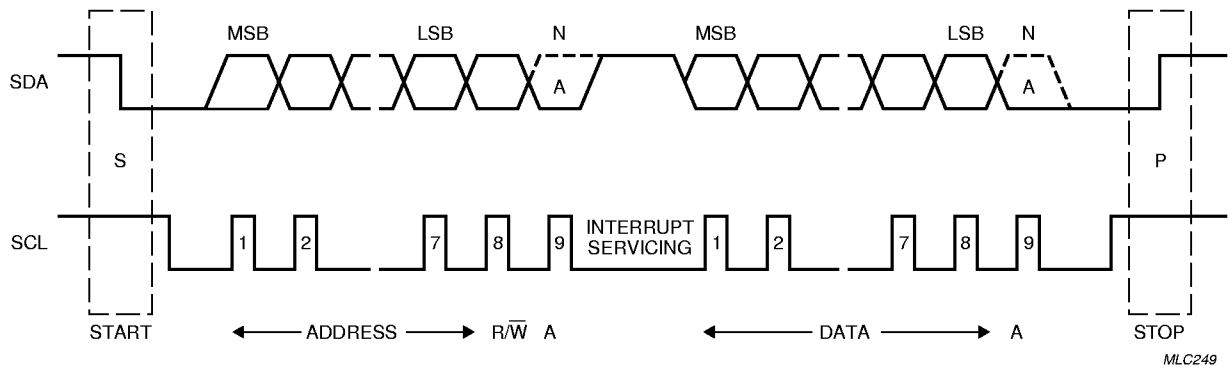 MSB LSB N MSB LSB N
SDA A A
S P
SCL 1 2 7 8 9 INTERRUPT SERVICING 1 2 7 8 9
START ADDRESS R/W̅ A DATA A STOP
MLC249